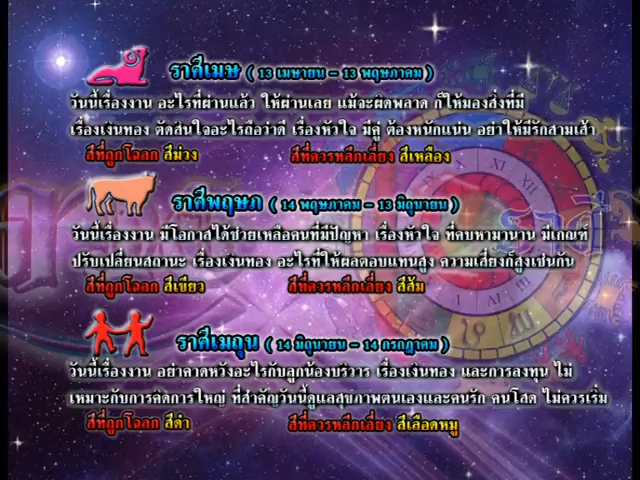 ราศีเมษ ( 13 เมษายน - 13 พฤษภาคม )
วันนี้เรื่องงาน อะไรที่ผ่านแล้ว ให้ผ่านเลย แม้จะผิดพลาด ก็ให้มองสิ่งที่มี
เรื่องเงินทอง ตัดสินใจอะไรถือว่าดี เรื่องหัวใจ มีคู่ ต้องหนักแน่น อย่าให้มีรักสามเส้า
สีที่ถูกโฉลก สีม่วง สีที่ควรหลีกเลี่ยง สีเหลือง
ราศีพฤษภ ( 14 พฤษภาคม - 13 มิถุนายน )
วันนี้เรื่องงาน มีโอกาสได้ช่วยเหลือคนที่มีปัญหา เรื่องหัวใจ ที่คบหามานาน มีเกณฑ์
ปรับเปลี่ยนสถานะ เรื่องเงินทอง อะไรที่ให้ผลตอบแทนสูง ความเสี่ยงก็สูงเช่นกัน
สีที่ถูกโฉลก สีเขียว สีที่ควรหลีกเลี่ยง สีส้ม
ราศีเมถุน ( 14 มิถุนายน - 14 กรกฎาคม )
วันนี้เรื่องงาน อย่าคาดหวังอะไรกับลูกน้องบริวาร เรื่องเงินทอง และการลงทุน ไม่
เหมาะกับการคิดการใหญ่ ที่สำคัญวันนี้ดูแลสุขภาพตนเองและคนรัก คนโสด ไม่ควรเริ่ม
สีที่ถูกโฉลก สีดำ สีที่ควรหลีกเลี่ยง สีเลือดหมู